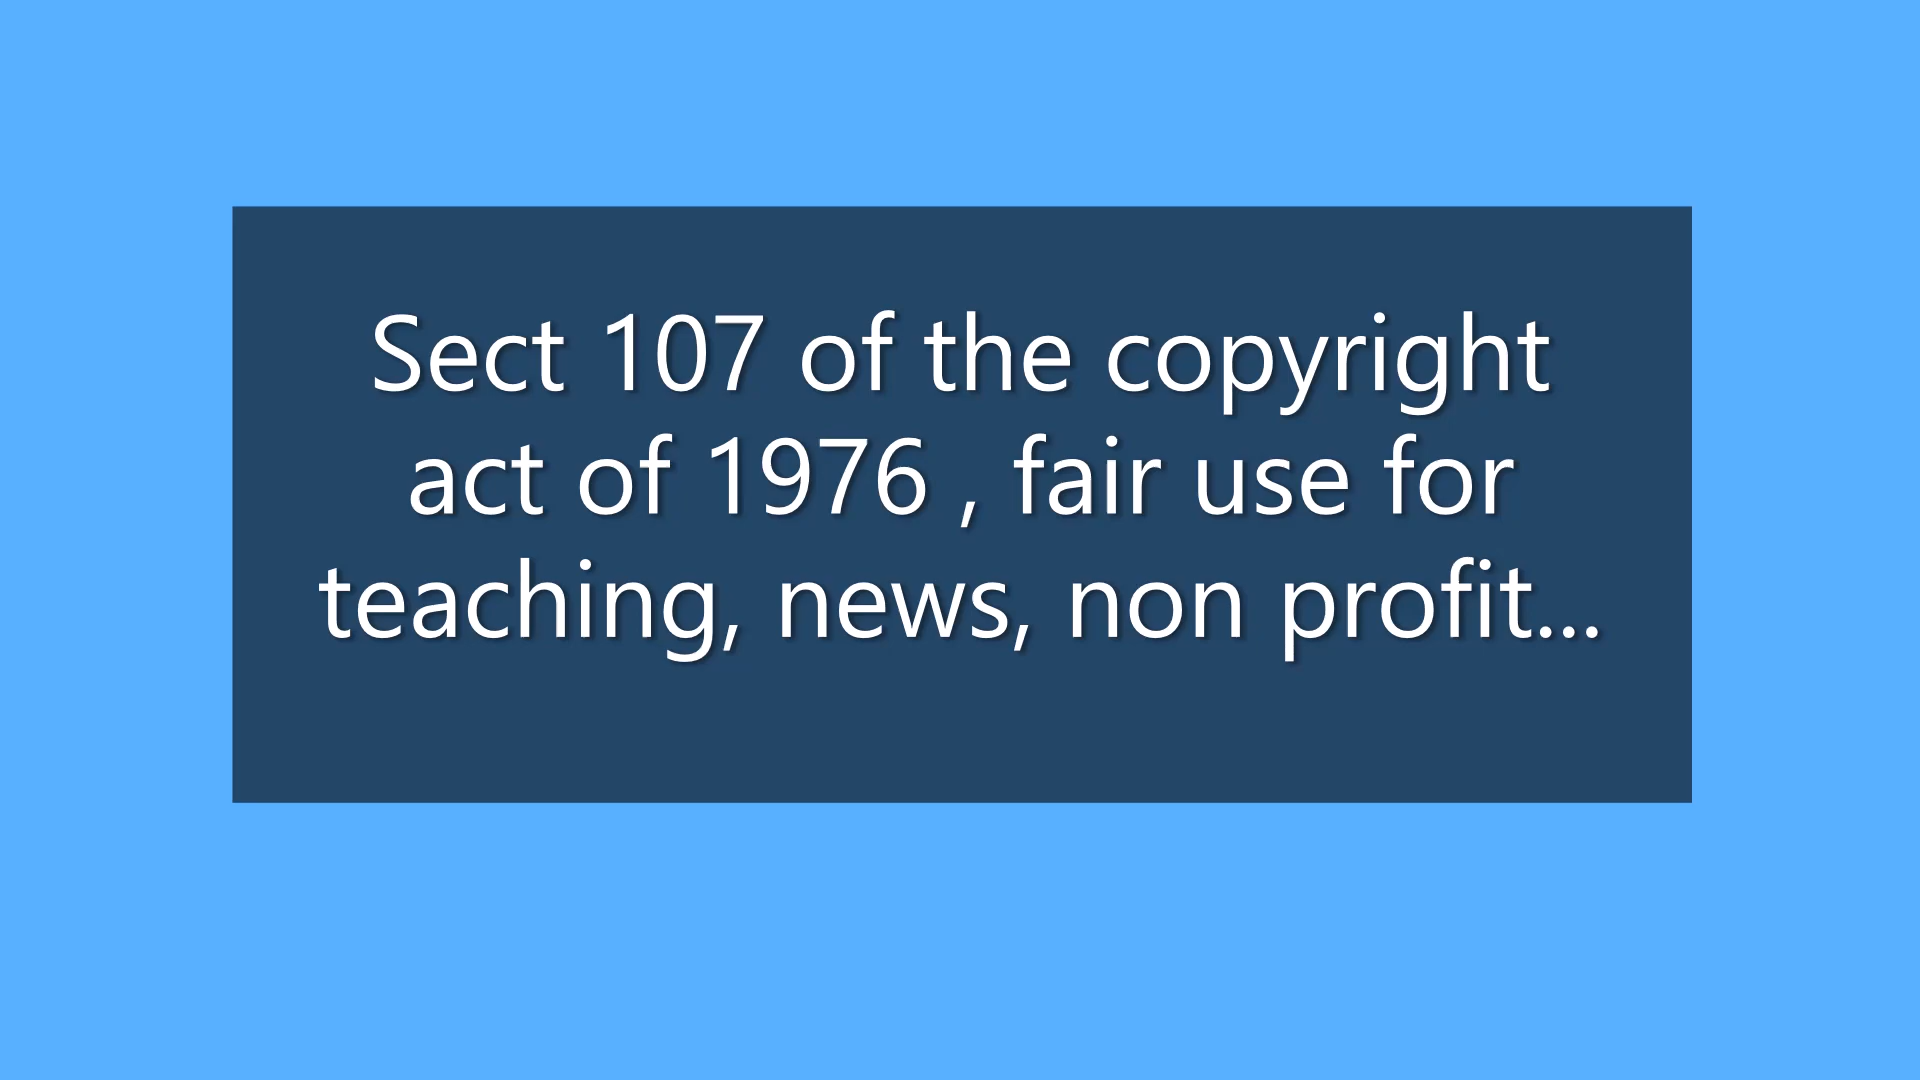 Sect 107 of the copyright
act of 1976 , fair use for
teaching, news, non profit...